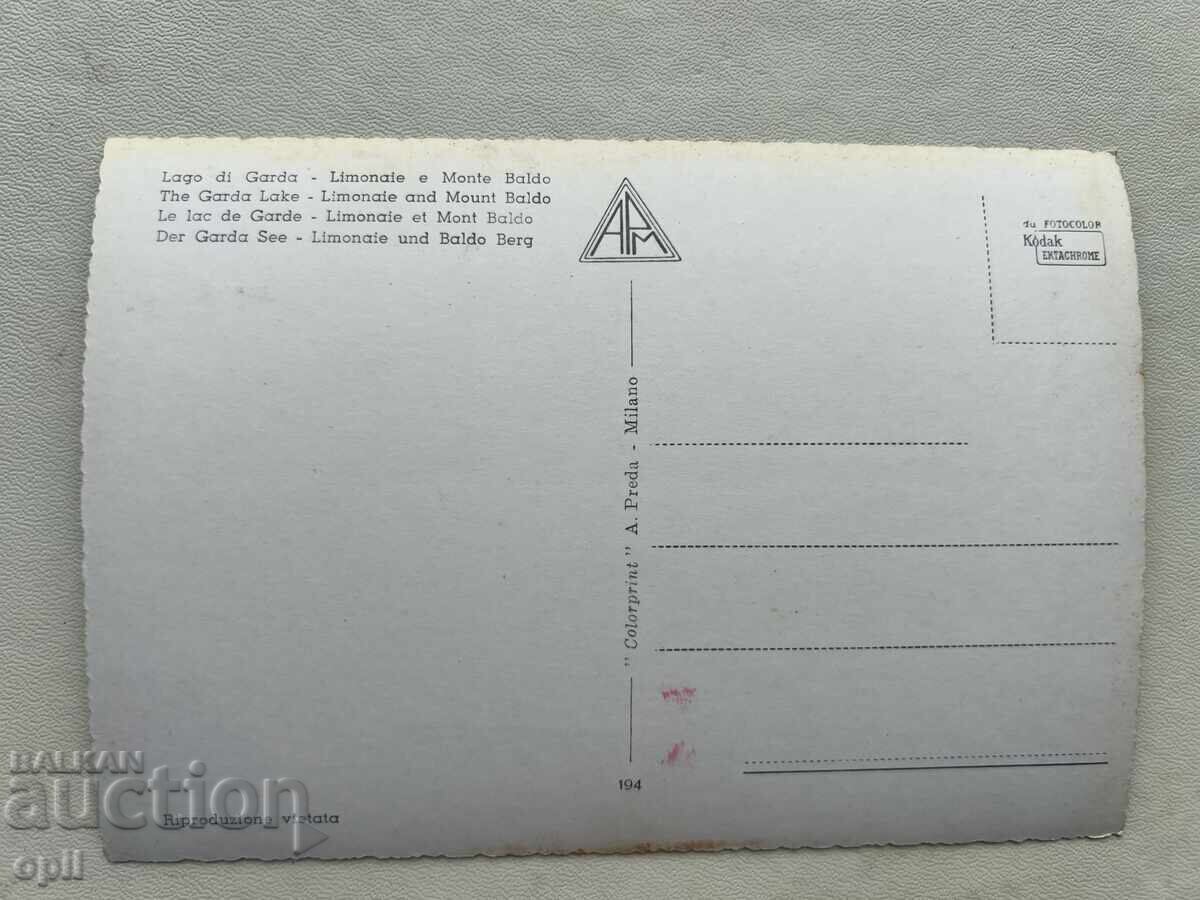 Lago di Garda - Limonaie e Monte Baldo
The Garda Lake - Limonaie and Mount Baldo
Le lac de Garde - Limonaie et Mont Baldo
Der Garda See - Limonaie und Baldo Berg
APM
du FOTOCOLOR
Kodak
EKTACHROME
" Colorprint " A. Preda - Milano
194
Riproduzione vietata
BALKAN
auction
opll